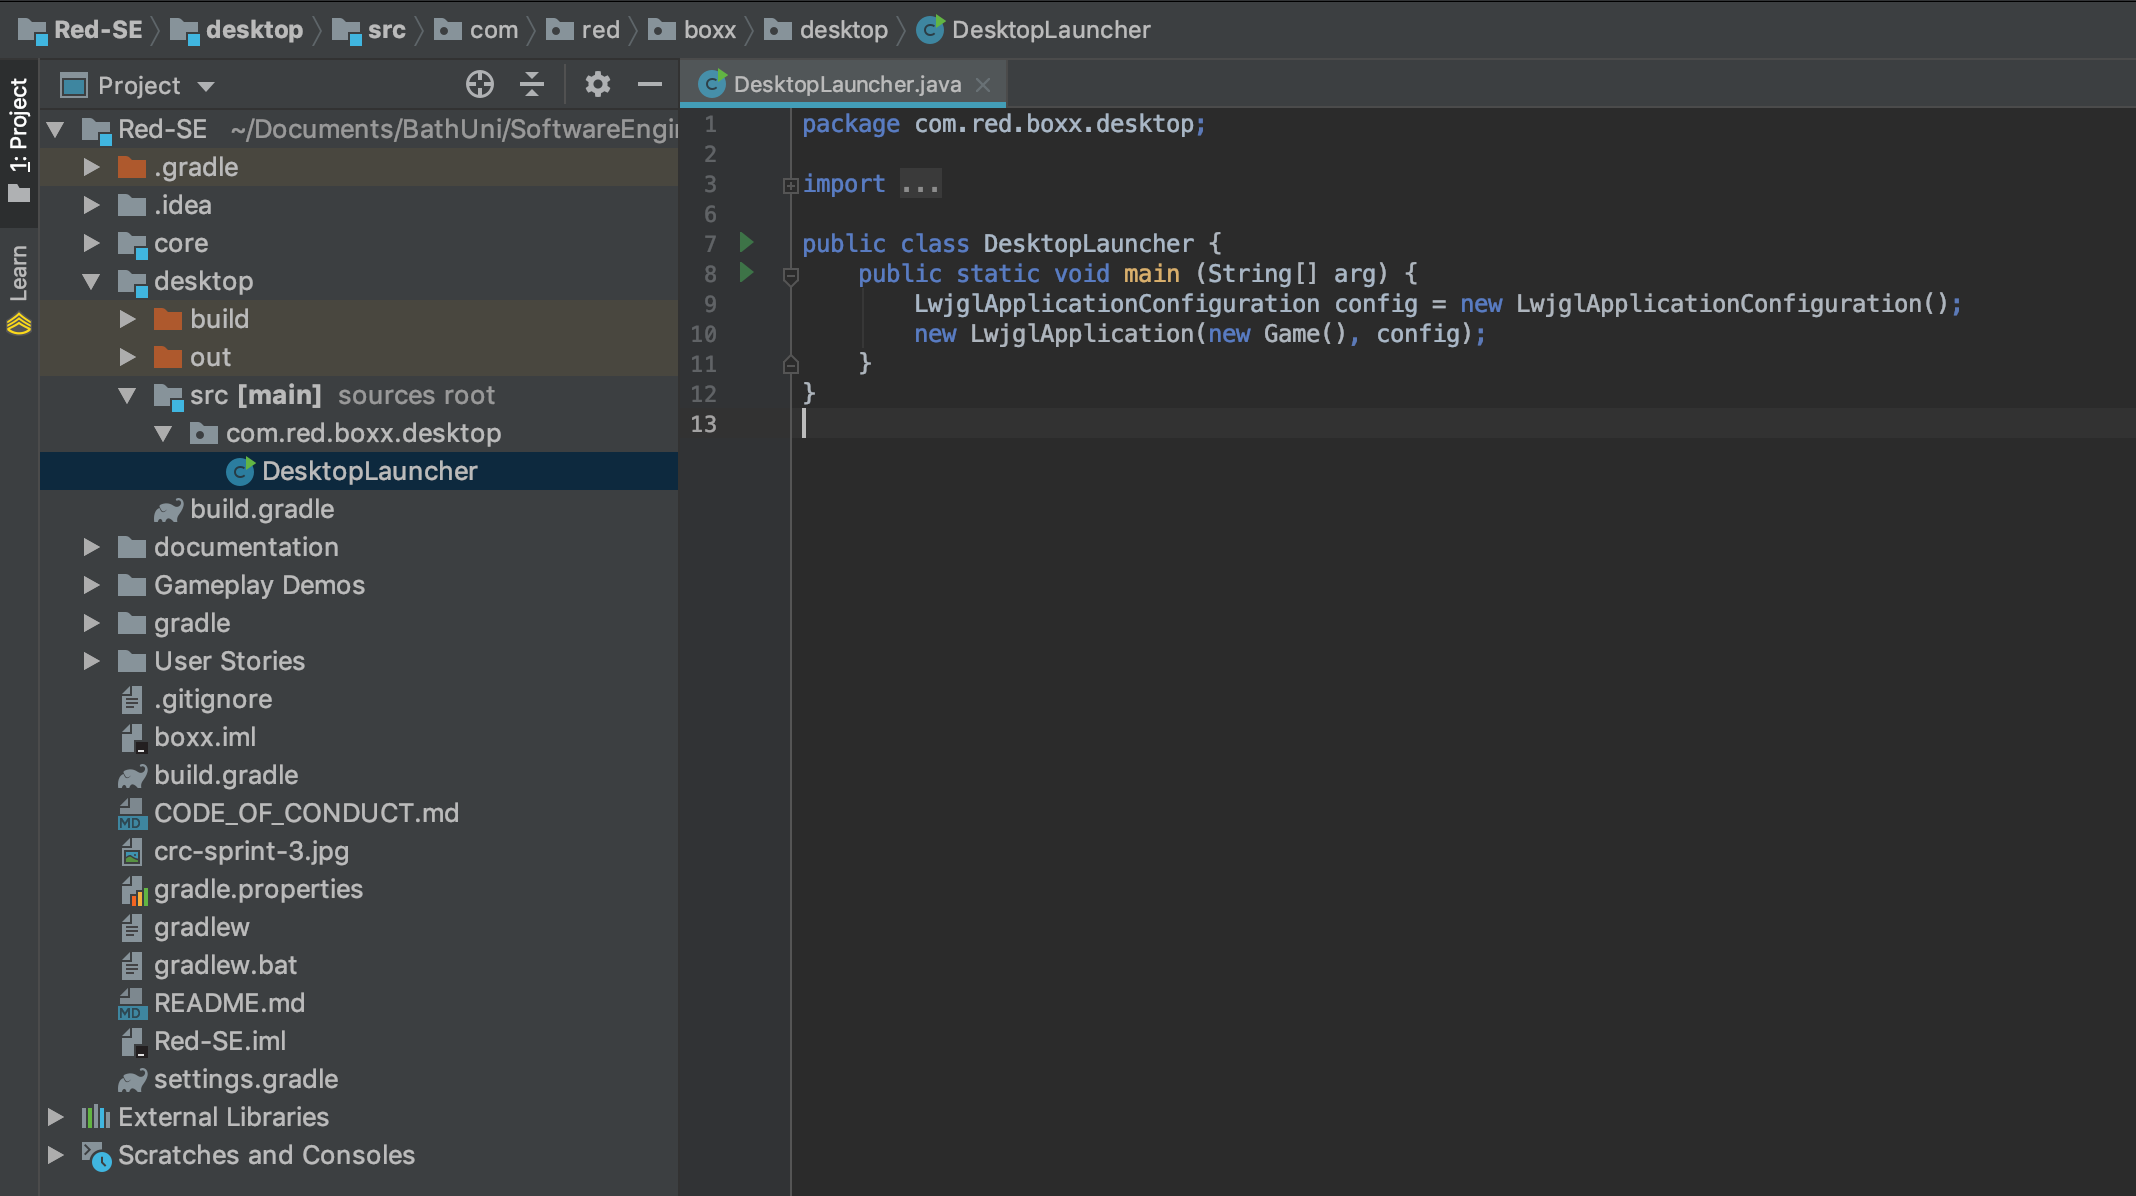 Red-SE desktop src com red boxx desktop DesktopLauncher
1: Project
Learn
Project
Red-SE ~/Documents/BathUni/SoftwareEngi
.gradle
.idea
core
desktop
build
out
src [main] sources root
com.red.boxx.desktop
DesktopLauncher
build.gradle
documentation
Gameplay Demos
gradle
User Stories
.gitignore
boxx.iml
build.gradle
CODE_OF_CONDUCT.md
crc-sprint-3.jpg
gradle.properties
gradlew
gradlew.bat
README.md
Red-SE.iml
settings.gradle
External Libraries
Scratches and Consoles
DesktopLauncher.java
1 package com.red.boxx.desktop;
2
3 import ...
6
7 public class DesktopLauncher {
8 public static void main (String[] arg) {
9 LwjglApplicationConfiguration config = new LwjglApplicationConfiguration();
10 new LwjglApplication(new Game(), config);
11 }
12 }
13